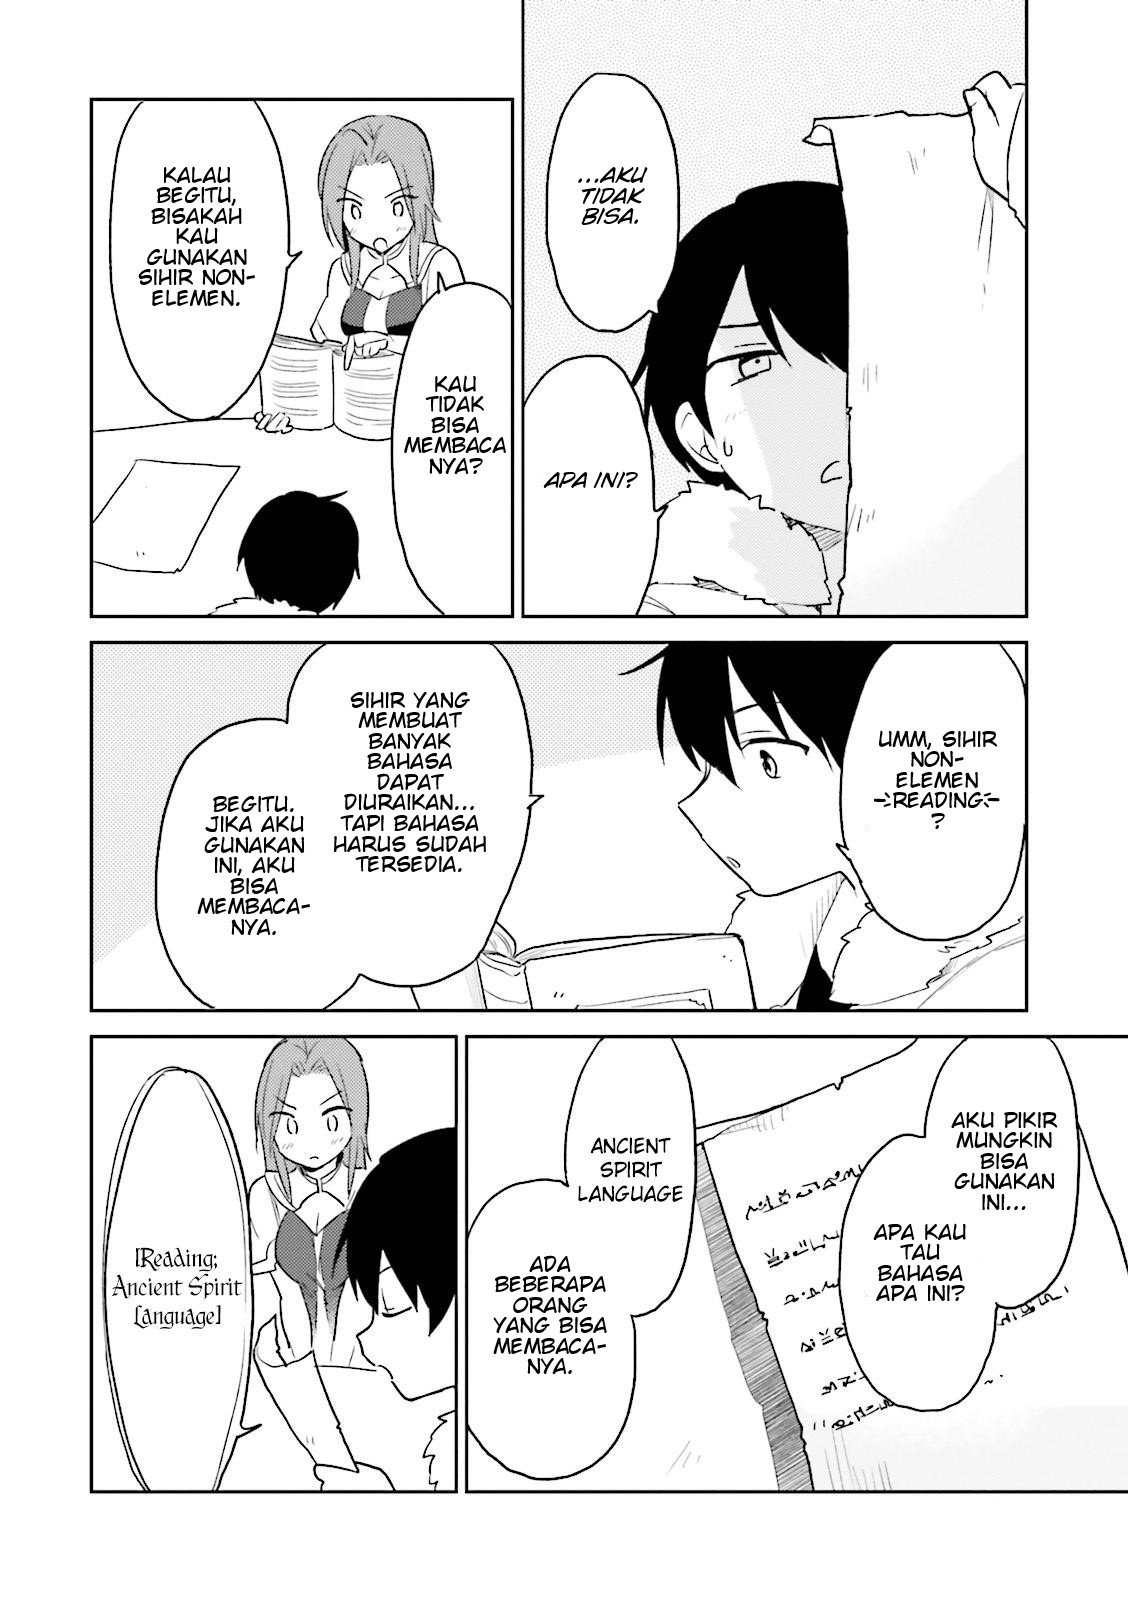 ...AKU
TIDAK
BISA.
APA INI?
KAU
TIDAK
BISA
MEMBACA
NYA?
KALAU
BEGITU,
BISAKAH
KAU
GUNAKAN
SIHIR NON-
ELEMEN.
UMM, SIHIR
NON-
ELEMEN
-READING-
?
SIHIR YANG
MEMBUAT
BANYAK
BAHASA
DAPAT
DIURAIKAN...
TAPI BAHASA
HARUS SUDAH
TERSEDIA.
BEGITU.
JIKA AKU
GUNAKAN
INI, AKU
BISA
MEMBACA-
NYA.
AKU PIKIR
MUNGKIN
BISA
GUNAKAN
INI...
APA KAU
TAU
BAHASA
APA INI?
ANCIENT
SPIRIT
LANGUAGE
ADA
BEBERAPA
ORANG
YANG BISA
MEMBACA-
NYA.
[Reading;
Ancient Spirit
Language]